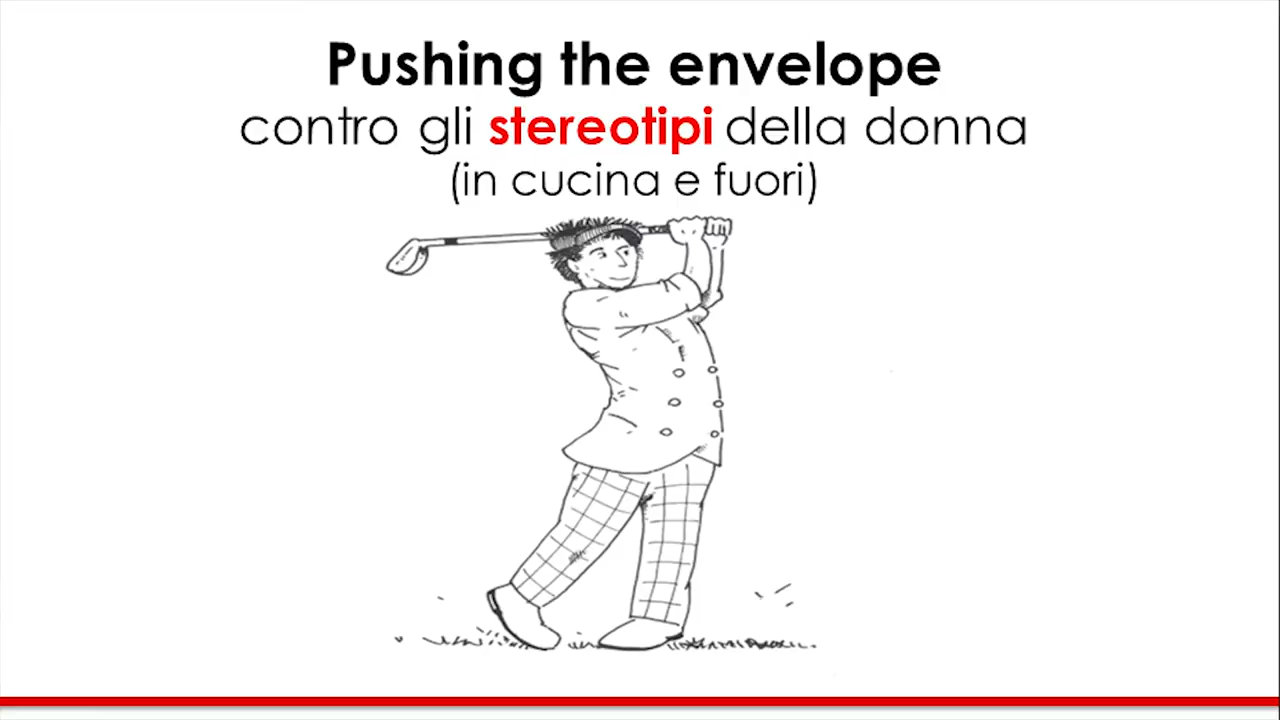 Pushing the envelope
contro gli stereotipi della donna
(in cucina e fuori)